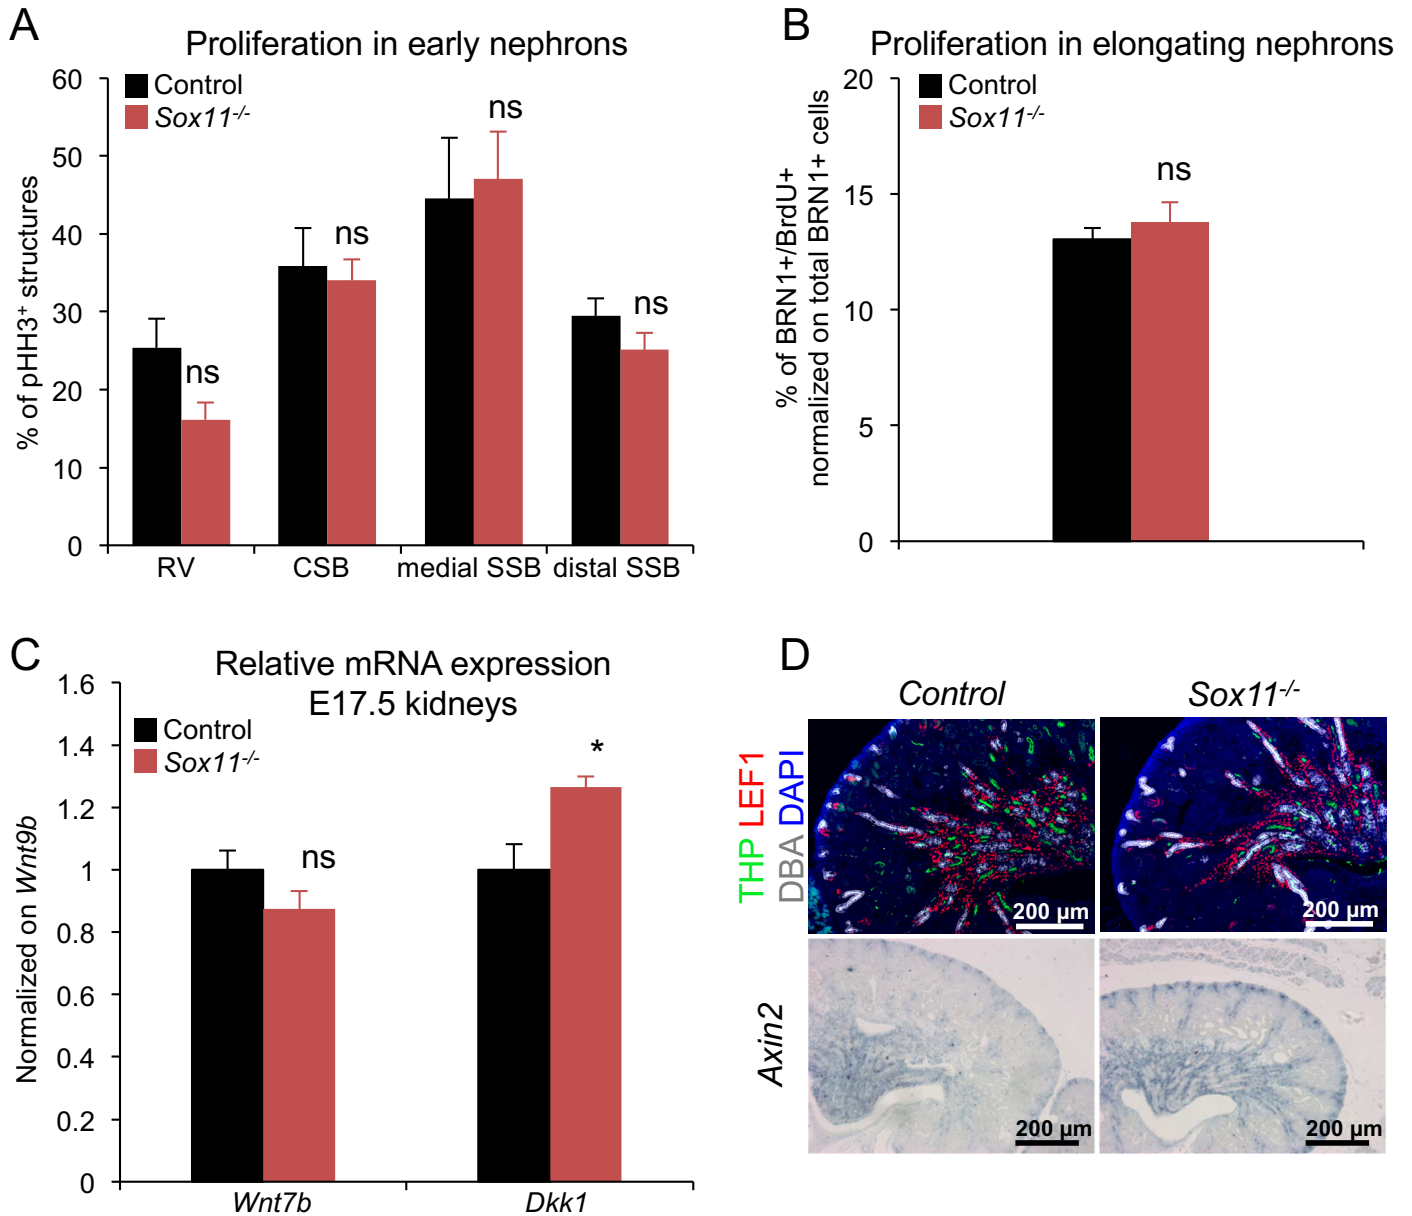 A
Proliferation in early nephrons
Control
Sox11-/-
% of pHH3+ structures
60
50
40
30
20
10
0
ns
ns
ns
ns
RV
CSB
medial SSB
distal SSB
B
Proliferation in elongating nephrons
Control
Sox11-/-
% of BRN1+/BrdU+
normalized on total BRN1+ cells
20
15
10
5
0
ns
C
Relative mRNA expression
E17.5 kidneys
Control
Sox11-/-
Normalized on Wnt9b
1.6
1.4
1.2
1
0.8
0.6
0.4
0.2
0
ns
*
Wnt7b
Dkk1
D
Control
Sox11-/-
THP LEF1
DBA DAPI
200 µm
200 µm
Axin2
200 µm
200 µm